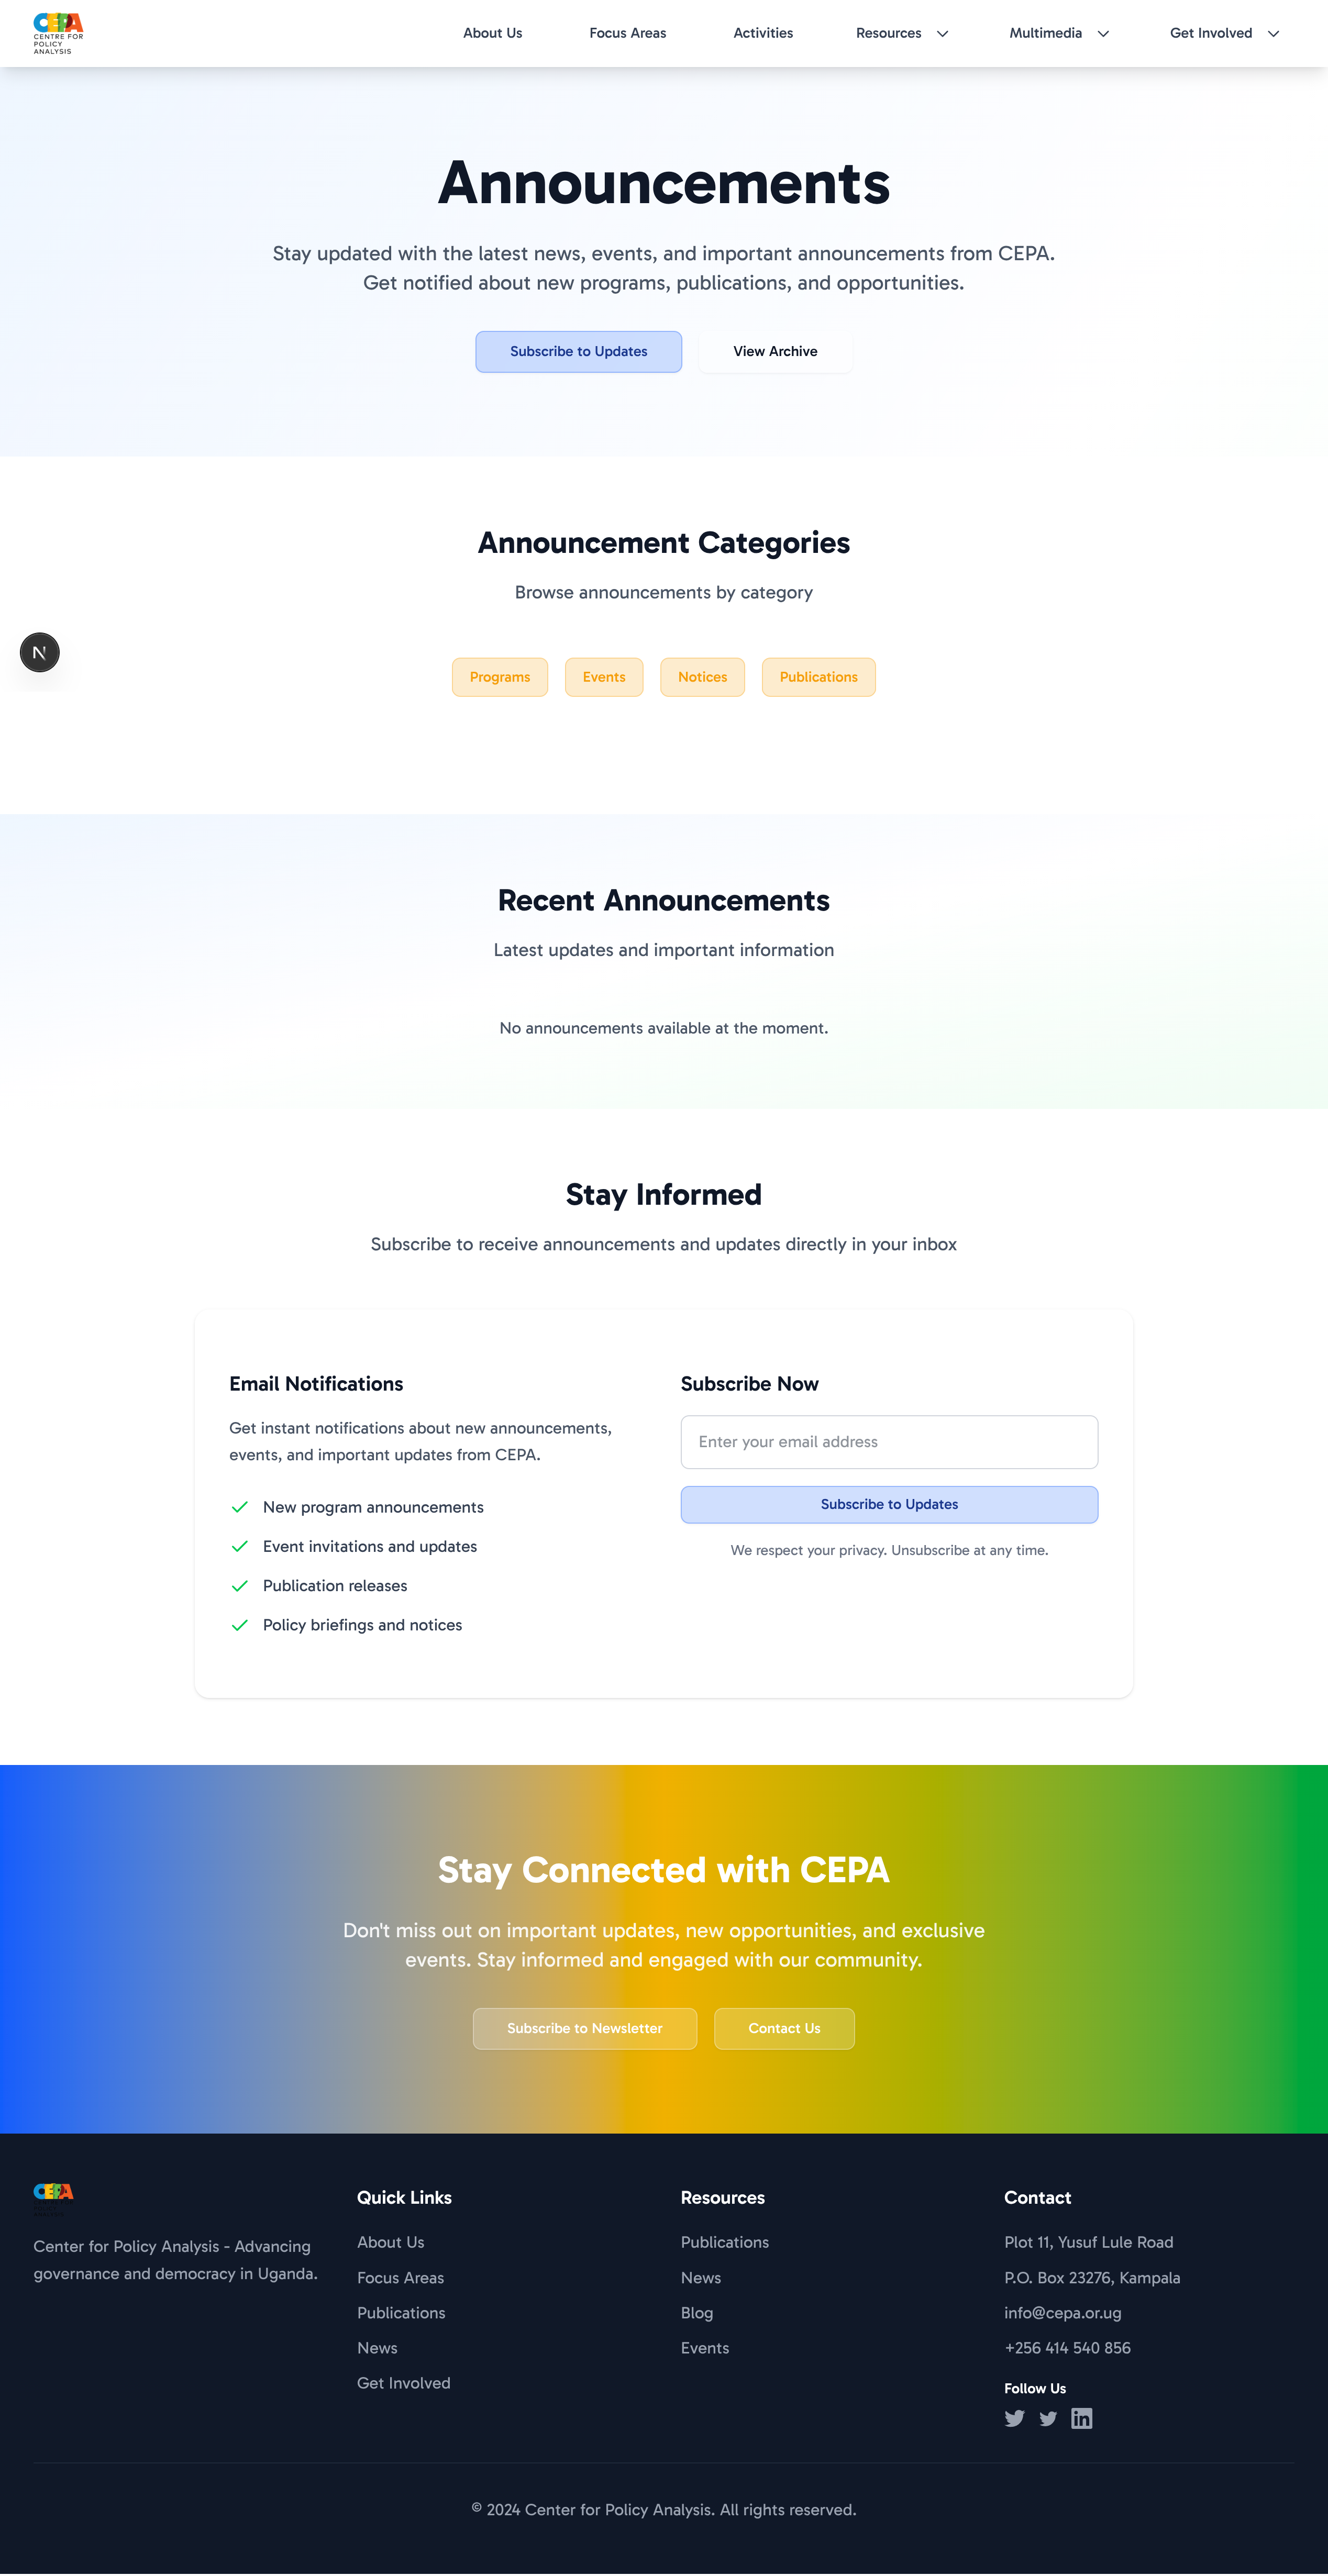 CEPA
CENTRE FOR
POLICY
ANALYSIS
About Us
Focus Areas
Activities
Resources
Multimedia
Get Involved
Announcements
Stay updated with the latest news, events, and important announcements from CEPA.
Get notified about new programs, publications, and opportunities.
Subscribe to Updates
View Archive
Announcement Categories
Browse announcements by category
N
Programs
Events
Notices
Publications
Recent Announcements
Latest updates and important information
No announcements available at the moment.
Stay Informed
Subscribe to receive announcements and updates directly in your inbox
Email Notifications
Get instant notifications about new announcements,
events, and important updates from CEPA.
New program announcements
Event invitations and updates
Publication releases
Policy briefings and notices
Subscribe Now
Enter your email address
Subscribe to Updates
We respect your privacy. Unsubscribe at any time.
Stay Connected with CEPA
Don't miss out on important updates, new opportunities, and exclusive
events. Stay informed and engaged with our community.
Subscribe to Newsletter
Contact Us
CEPA
Center for Policy Analysis - Advancing
governance and democracy in Uganda.
Quick Links
About Us
Focus Areas
Publications
News
Get Involved
Resources
Publications
News
Blog
Events
Contact
Plot 11, Yusuf Lule Road
P.O. Box 23276, Kampala
info@cepa.or.ug
+256 414 540 856
Follow Us
© 2024 Center for Policy Analysis. All rights reserved.